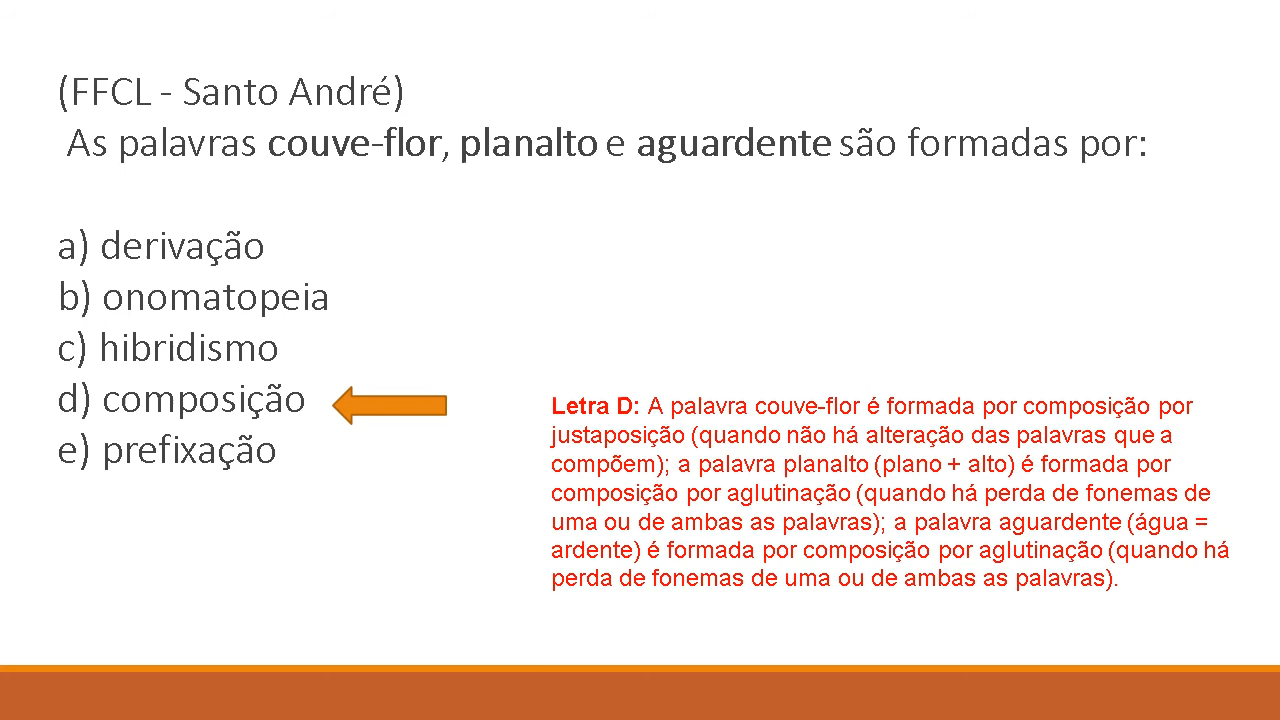 (FFCL - Santo André)
As palavras couve-flor, planalto e aguardente são formadas por:
a) derivação
b) onomatopeia
c) hibridismo
d) composição
e) prefixação
Letra D: A palavra couve-flor é formada por composição por
justaposição (quando não há alteração das palavras que a
compõem); a palavra planalto (plano + alto) é formada por
composição por aglutinação (quando há perda de fonemas de
uma ou de ambas as palavras); a palavra aguardente (água =
ardente) é formada por composição por aglutinação (quando há
perda de fonemas de uma ou de ambas as palavras).